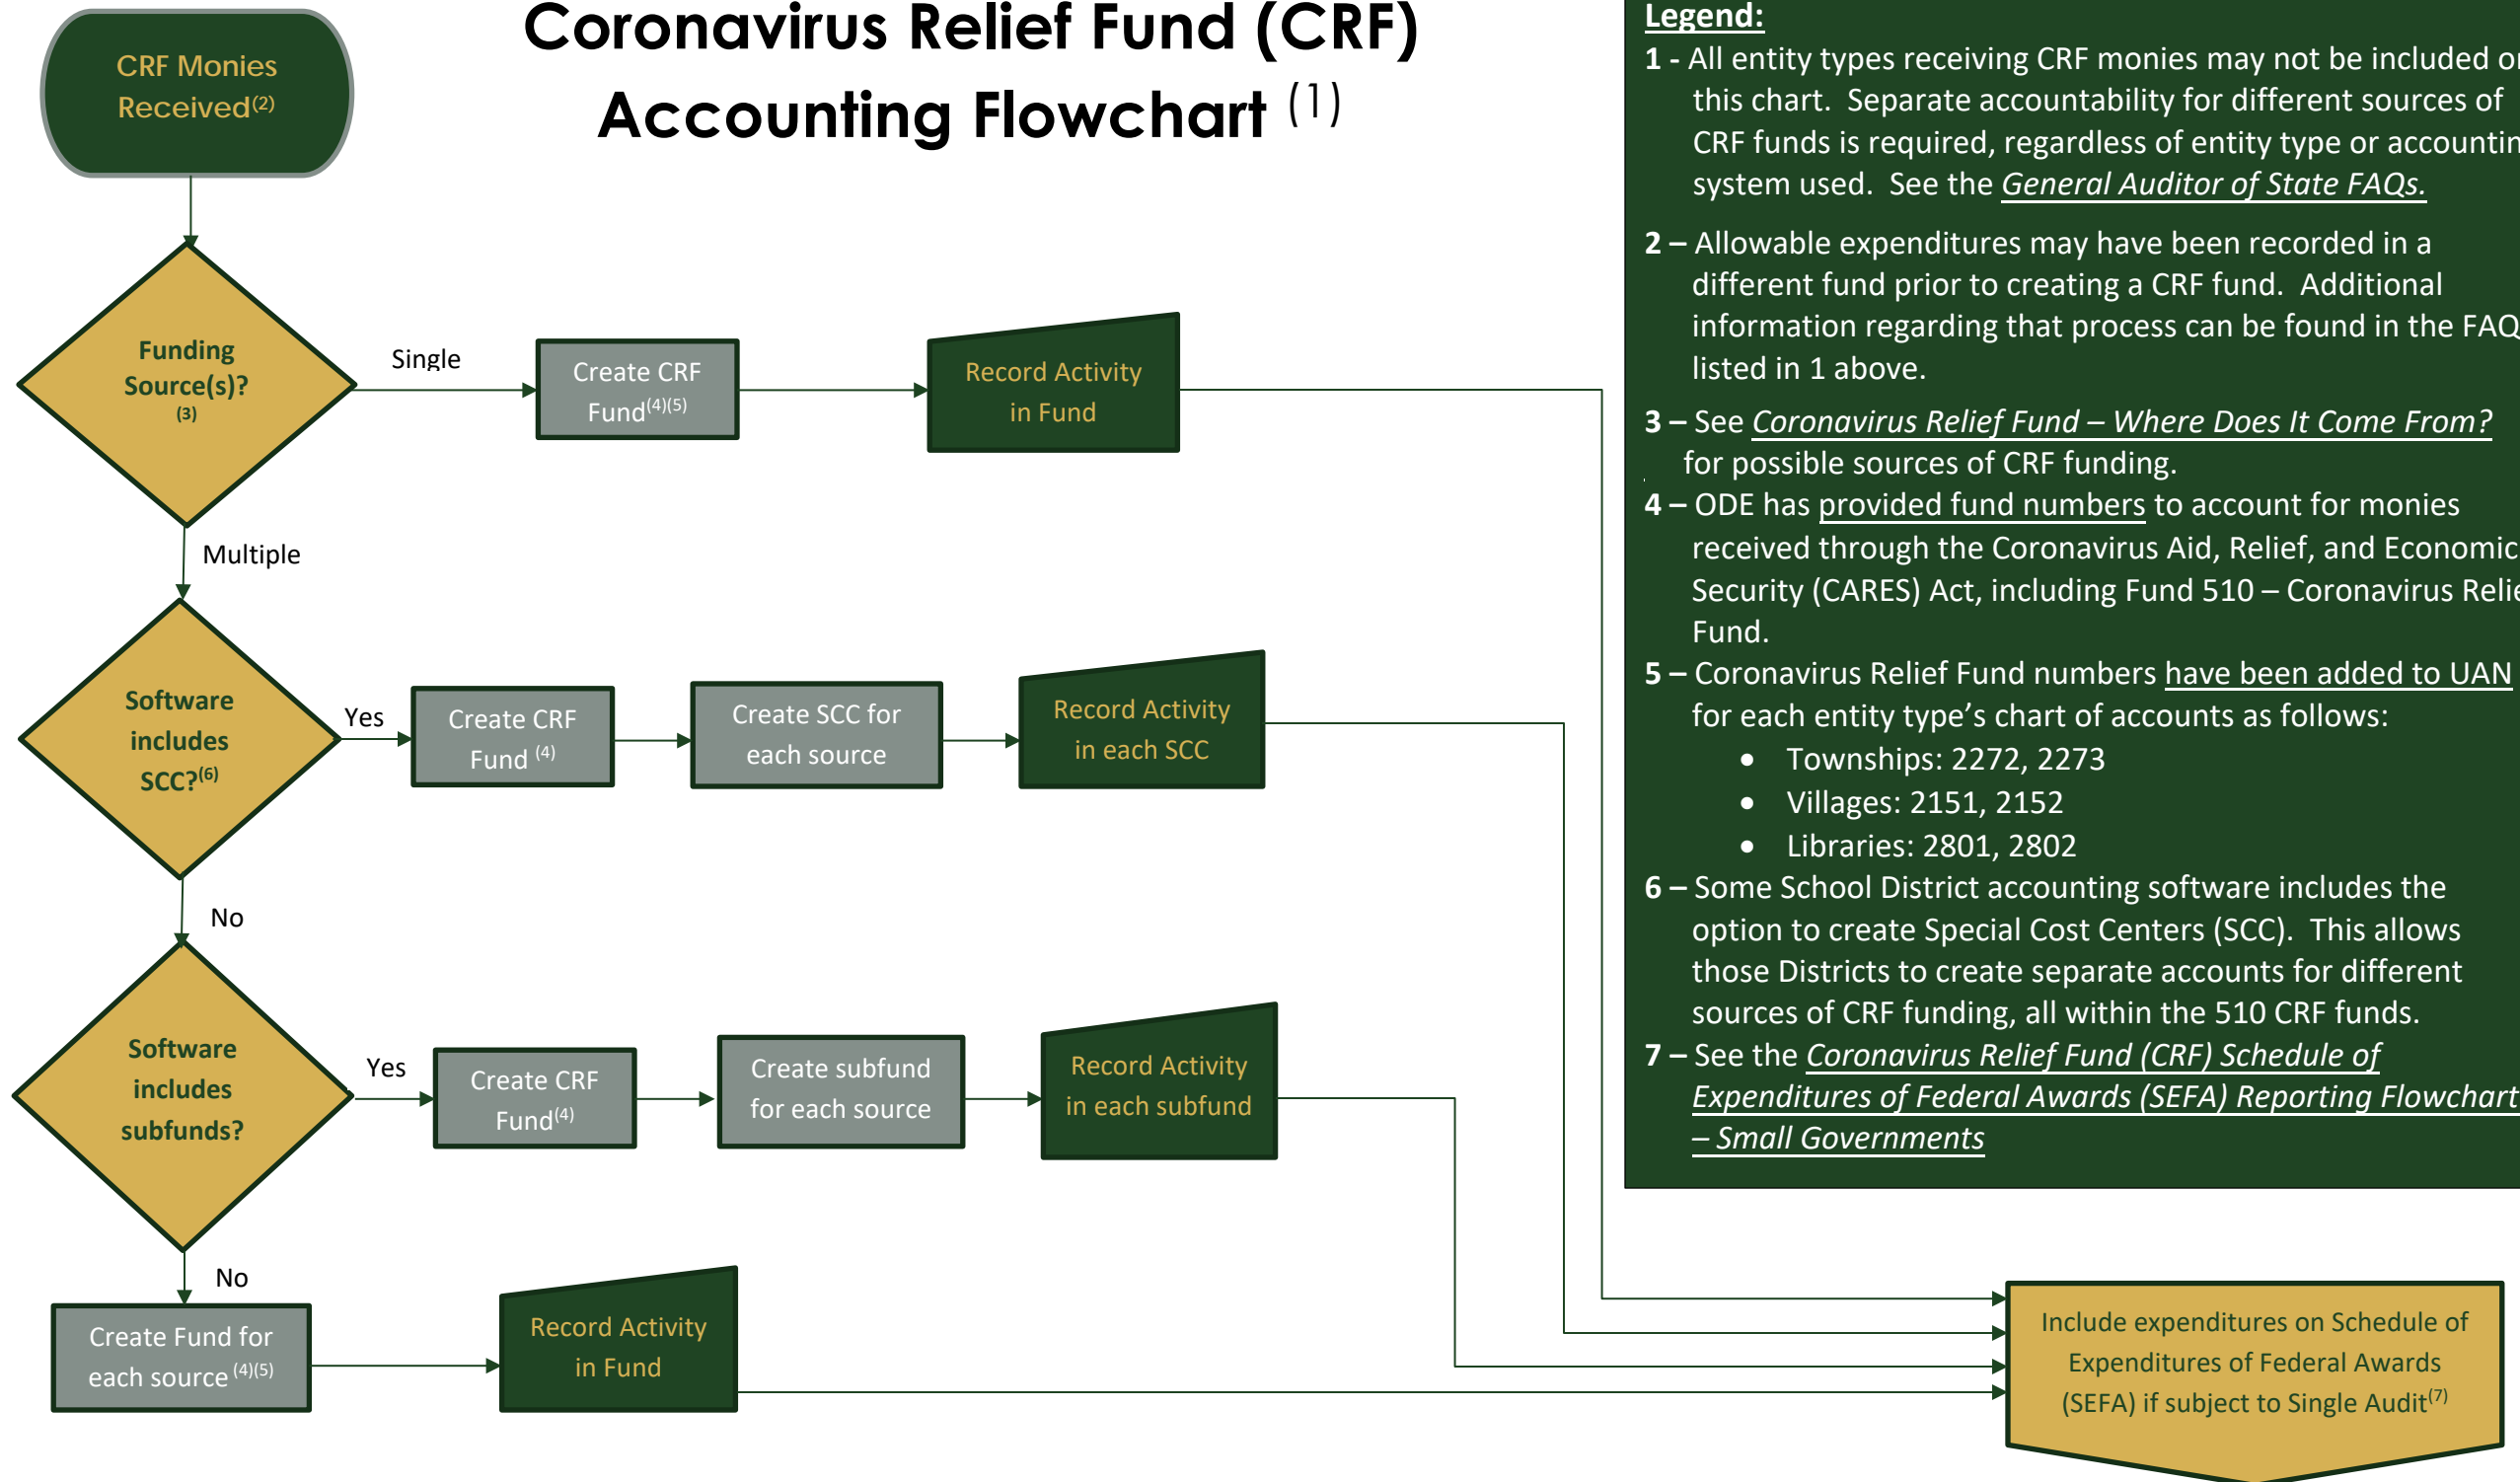 Coronavirus Relief Fund (CRF)
Accounting Flowchart (1)
CRF Monies
Received(2)
Funding
Source(s)?
(3)
Single
Create CRF
Fund(4)(5)
Record Activity
in Fund
Multiple
Software
includes
SCC?(6)
Yes
Create CRF
Fund (4)
Create SCC for
each source
Record Activity
in each SCC
No
Software
includes
subfunds?
Yes
Create CRF
Fund(4)
Create subfund
for each source
Record Activity
in each subfund
No
Create Fund for
each source (4)(5)
Record Activity
in Fund
Include expenditures on Schedule of
Expenditures of Federal Awards
(SEFA) if subject to Single Audit(7)
Legend:
1 - All entity types receiving CRF monies may not be included
this chart. Separate accountability for different sources of
CRF funds is required, regardless of entity type or
system used. See the General Auditor of State FAQs.
2 – Allowable expenditures may have been recorded in a
different fund prior to creating a CRF fund. Additional
information regarding that process can be found in the
listed in 1 above.
3 – See Coronavirus Relief Fund – Where Does It Come From?
for possible sources of CRF funding.
4 – ODE has provided fund numbers to account for monies
received through the Coronavirus Aid, Relief, and Economic
Security (CARES) Act, including Fund 510 – Coronavirus
Fund.
5 – Coronavirus Relief Fund numbers have been added to UAN
for each entity type’s chart of accounts as follows:
• Townships: 2272, 2273
• Villages: 2151, 2152
• Libraries: 2801, 2802
6 – Some School District accounting software includes the
option to create Special Cost Centers (SCC). This allows
those Districts to create separate accounts for different
sources of CRF funding, all within the 510 CRF funds.
7 – See the Coronavirus Relief Fund (CRF) Schedule of
Expenditures of Federal Awards (SEFA) Reporting Flowchart
– Small Governments